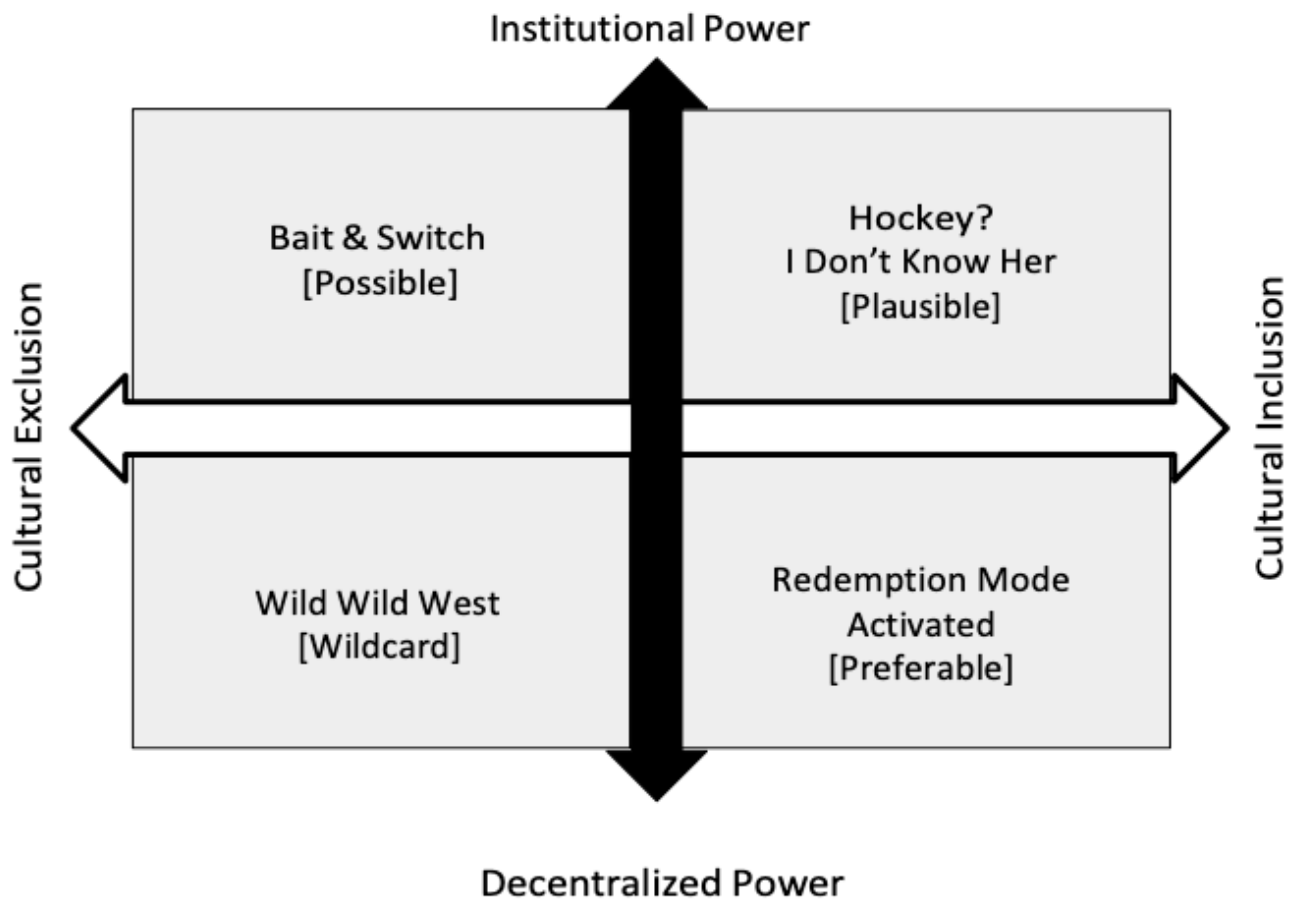 Institutional Power
Bait & Switch
[Possible]
Hockey?
I Don't Know Her
[Plausible]
Cultural Exclusion
Cultural Inclusion
Wild Wild West
[Wildcard]
Redemption Mode
Activated
[Preferable]
Decentralized Power